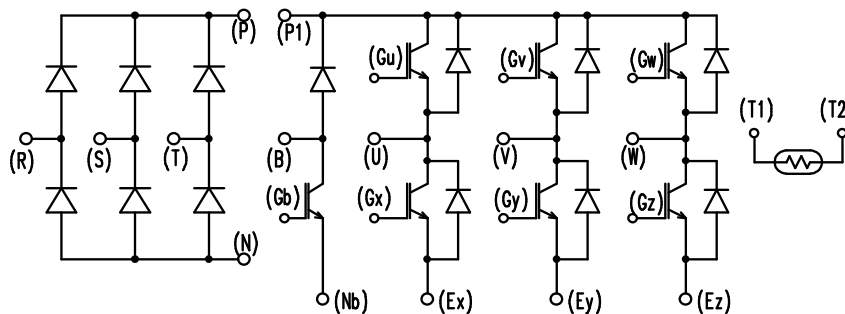 (P) (P1)
(Gu) (Gv) (Gw)
(T1) (T2
(R) (S) (T) (B) (U) (V) (W)
(Gb) (Gx) (Gy) (Gz)
(N)
(Nb) (Ex) (Ey) (Ez)